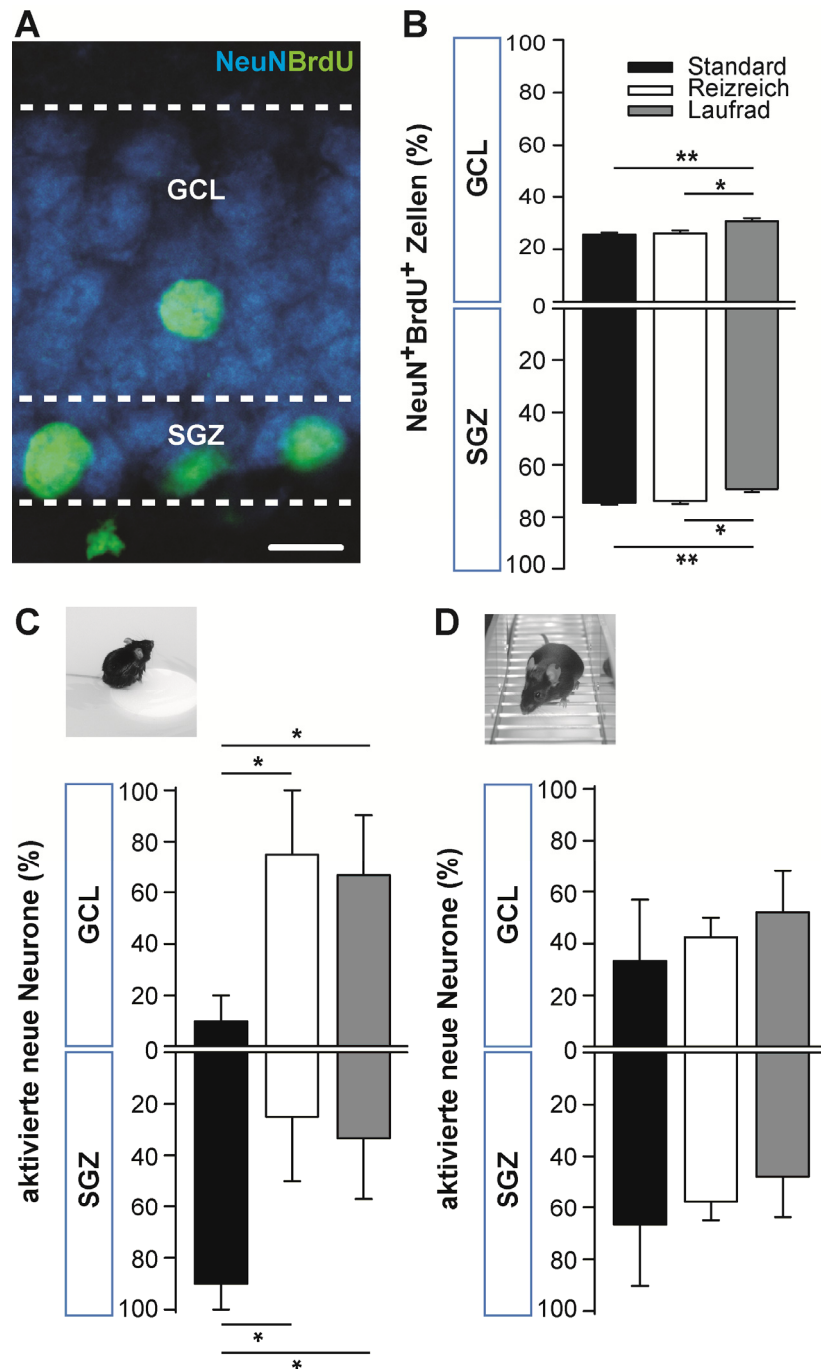 A
NeuNBrdU
GCL
SGZ
B
NeuN⁺BrdU⁺ Zellen (%)
GCL
SGZ
100
80
60
40
20
0
20
40
60
80
100
Standard
Reizreich
Laufrad
**
*
*
**
C
aktivierte neue Neurone (%)
GCL
SGZ
100
80
60
40
20
0
20
40
60
80
100
*
*
*
*
D
aktivierte neue Neurone (%)
GCL
SGZ
100
80
60
40
20
0
20
40
60
80
100